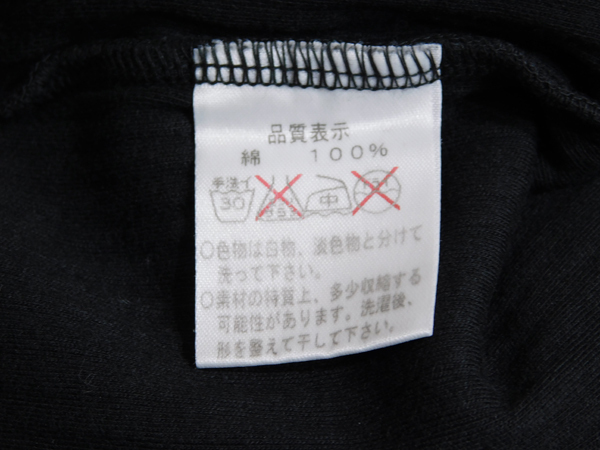 品質表示
綿 100%
手洗イ
30 中
○色物は白物、淡色物と分けて
洗って下さい。
○素材の特質上、多少収縮する
可能性があります。洗濯後、
形を整えて干して下さい。